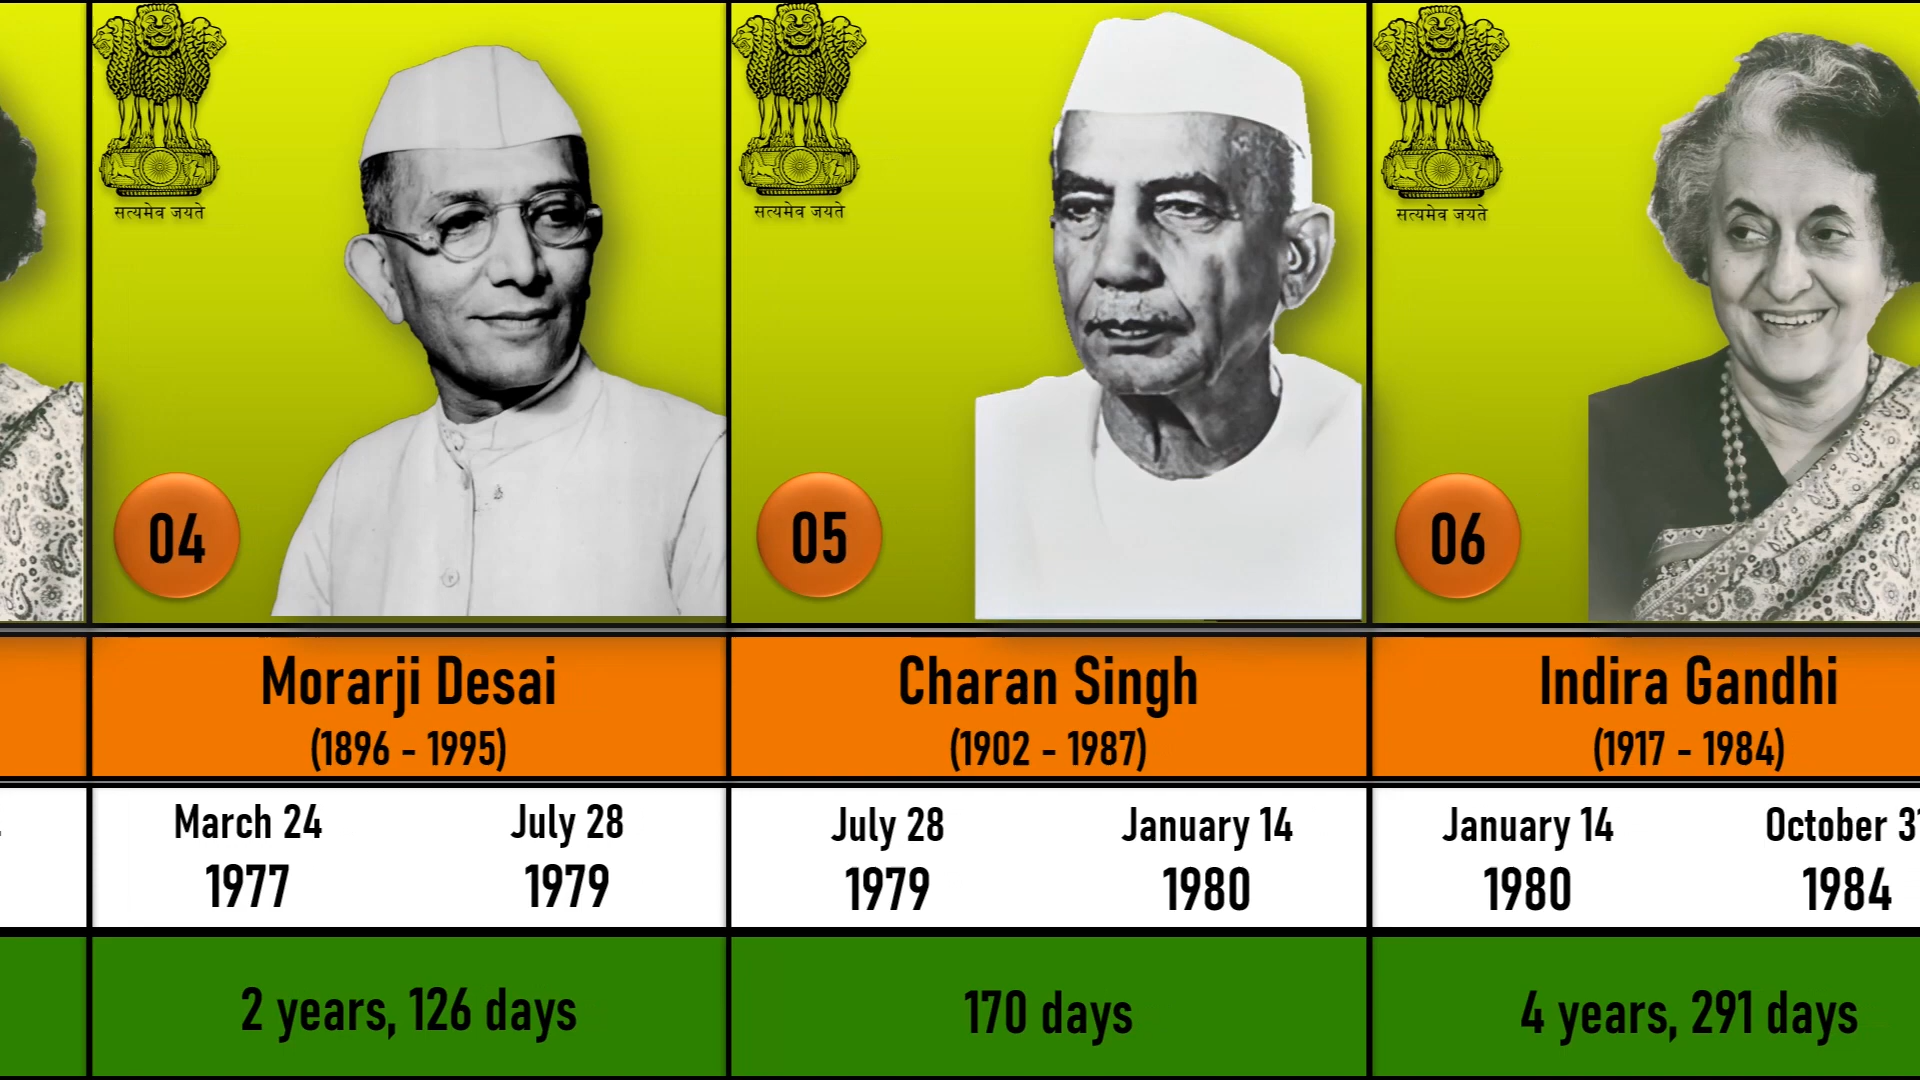 सत्यमेव जयते
04
Morarji Desai
(1896 - 1995)
March 24
1977
July 28
1979
2 years, 126 days
सत्यमेव जयते
05
Charan Singh
(1902 - 1987)
July 28
1979
January 14
1980
170 days
सत्यमेव जयते
06
Indira Gandhi
(1917 - 1984)
January 14
1980
October 31
1984
4 years, 291 days